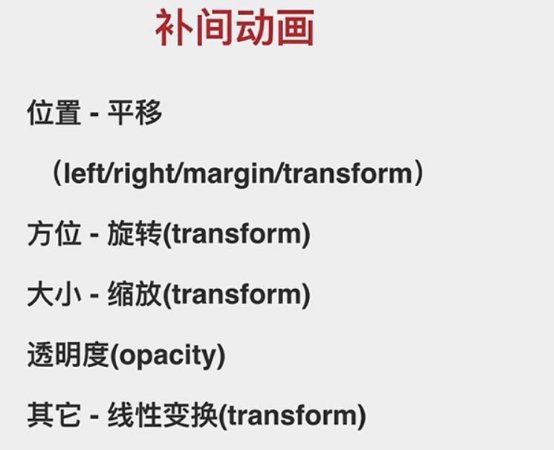 补间动画
位置 - 平移
（left/right/margin/transform）
方位 - 旋转(transform)
大小 - 缩放(transform)
透明度(opacity)
其它 - 线性变换(transform)